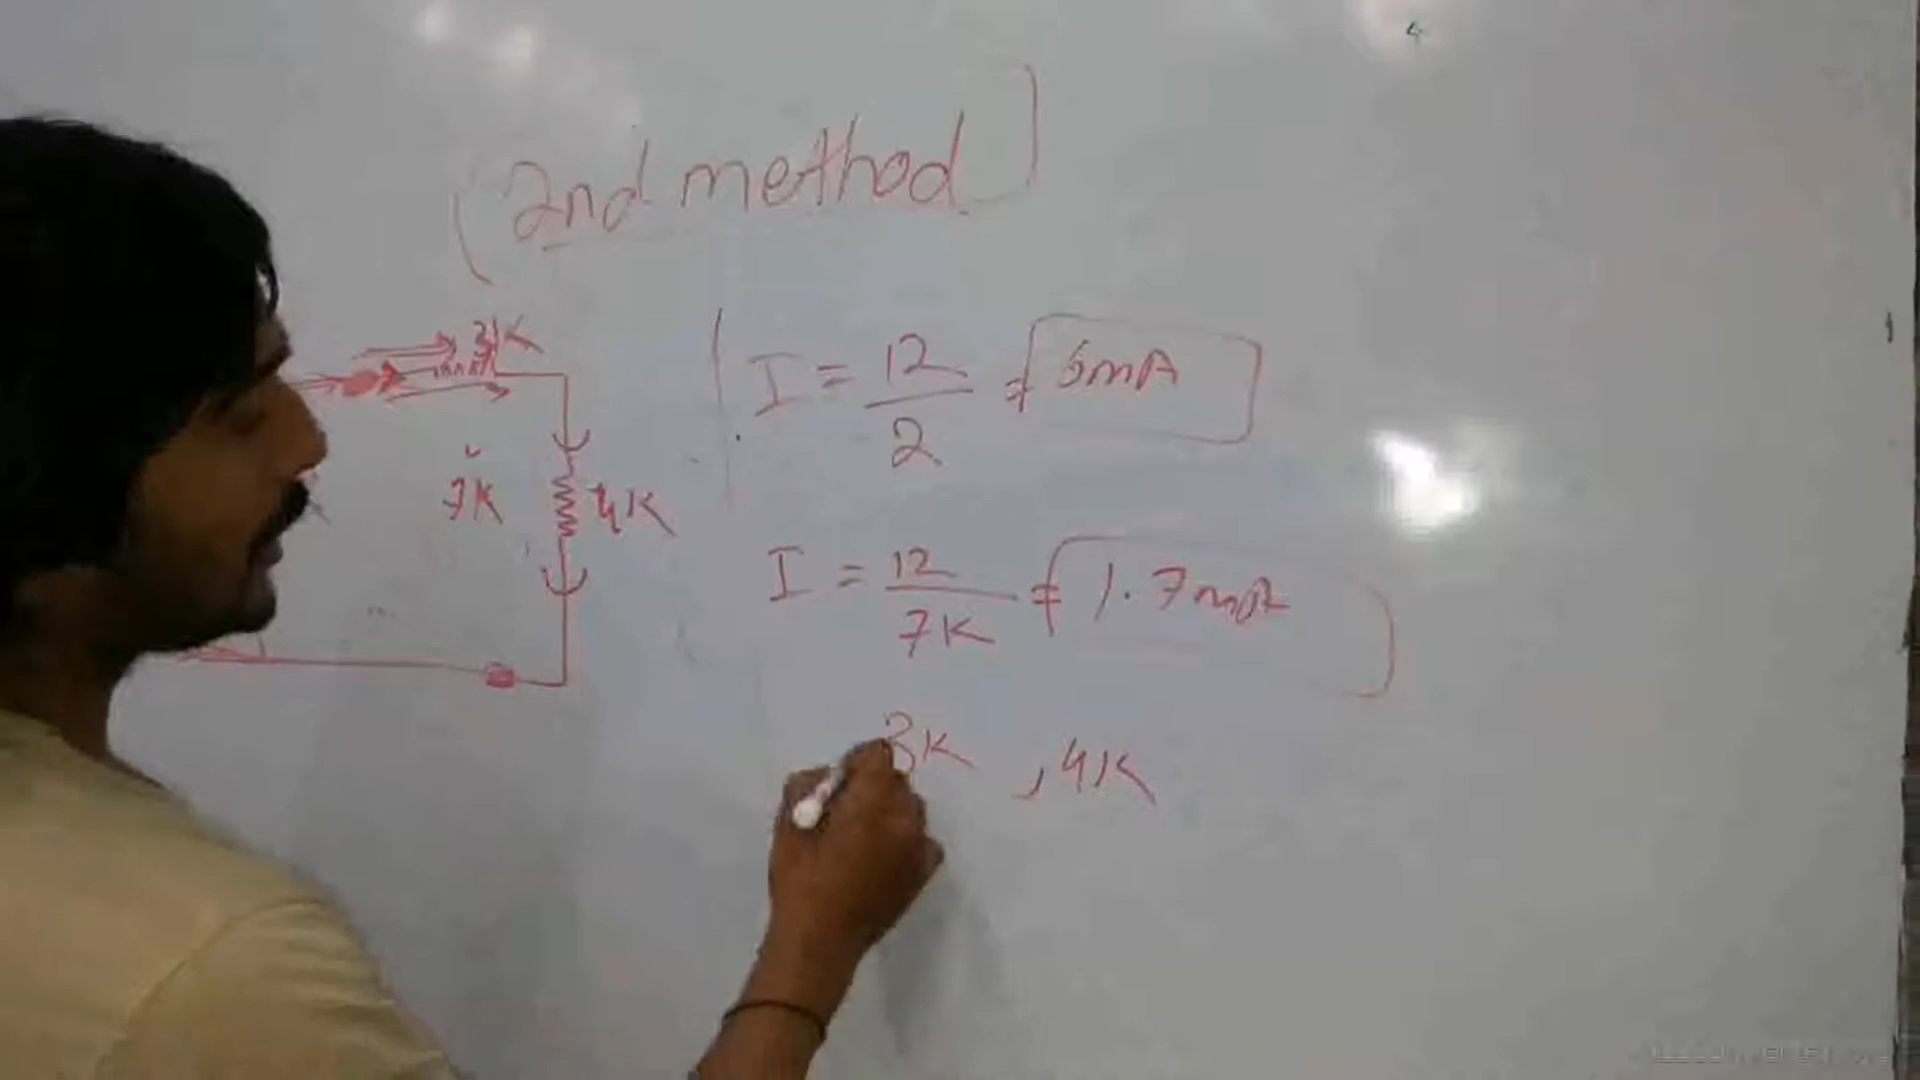 (2nd method)
3K
I = 12/2 = 6mA
7K
4K
I = 12/7K = 1.7mA
3K , 4K